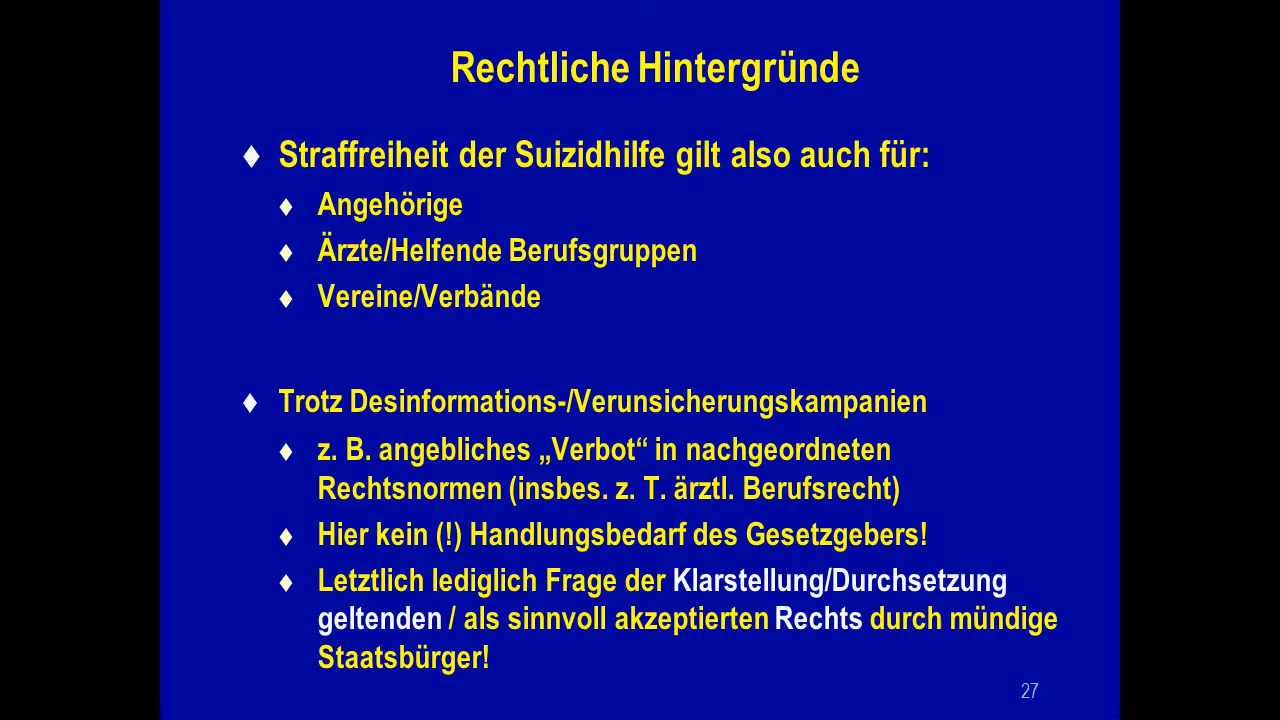 Rechtliche Hintergründe
Straffreiheit der Suizidhilfe gilt also auch für:
Angehörige
Ärzte/Helfende Berufsgruppen
Vereine/Verbände
Trotz Desinformations-/Verunsicherungskampanien
z. B. angebliches „Verbot“ in nachgeordneten
Rechtsnormen (insbes. z. T. ärztl. Berufsrecht)
Hier kein (!) Handlungsbedarf des Gesetzgebers!
Letztlich lediglich Frage der Klarstellung/Durchsetzung
geltenden / als sinnvoll akzeptierten Rechts durch mündige
Staatsbürger!
27